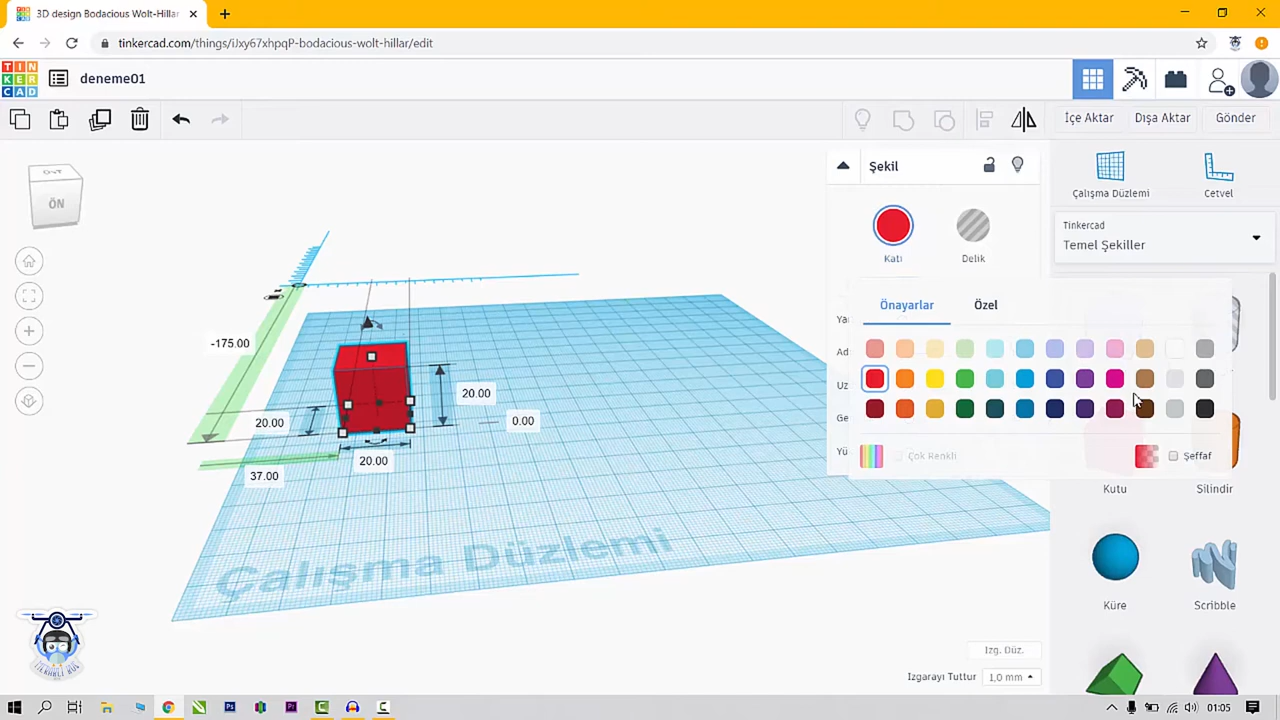 3D design Bodacious Wolt-Hillar
tinkercad.com/things/iJxy67xhpqP-bodacious-wolt-hillar/edit
TIN
KER
CAD
deneme01
İçe Aktar
Dışa Aktar
Gönder
Şekil
Çalışma Düzlemi
Cetvel
ÖN
Katı
Delik
Tinkercad
Temel Şekiller
Önayarlar
Özel
-175.00
20.00
0.00
20.00
20.00
37.00
Çok Renkli
Şeffaf
Kutu
Silindir
Çalışma Düzlemi
Küre
Scribble
Izg. Düz.
Izgarayı Tuttur
1,0 mm
01:05